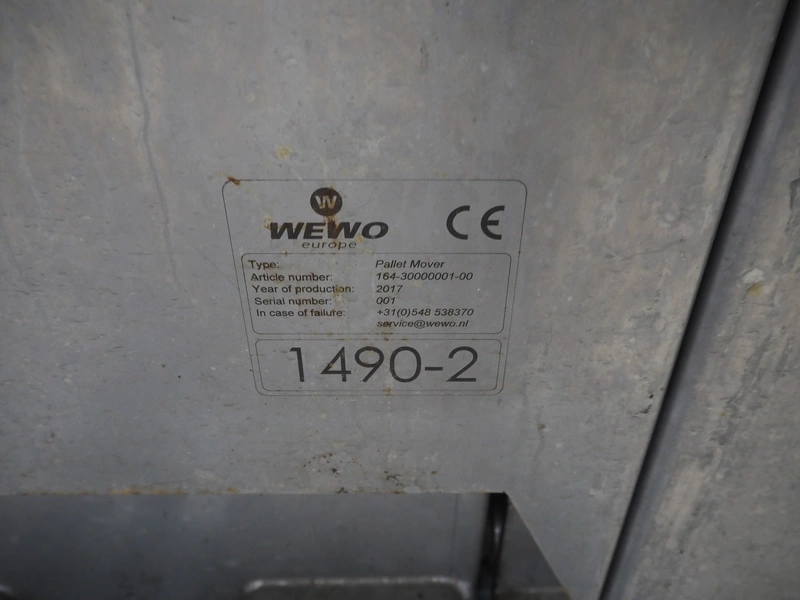 W
WEWO CE
europe
Type: Pallet Mover
Article number: 164-30000001-00
Year of production: 2017
Serial number: 001
In case of failure: +31(0)548 538370
service@wewo.nl
1490-2